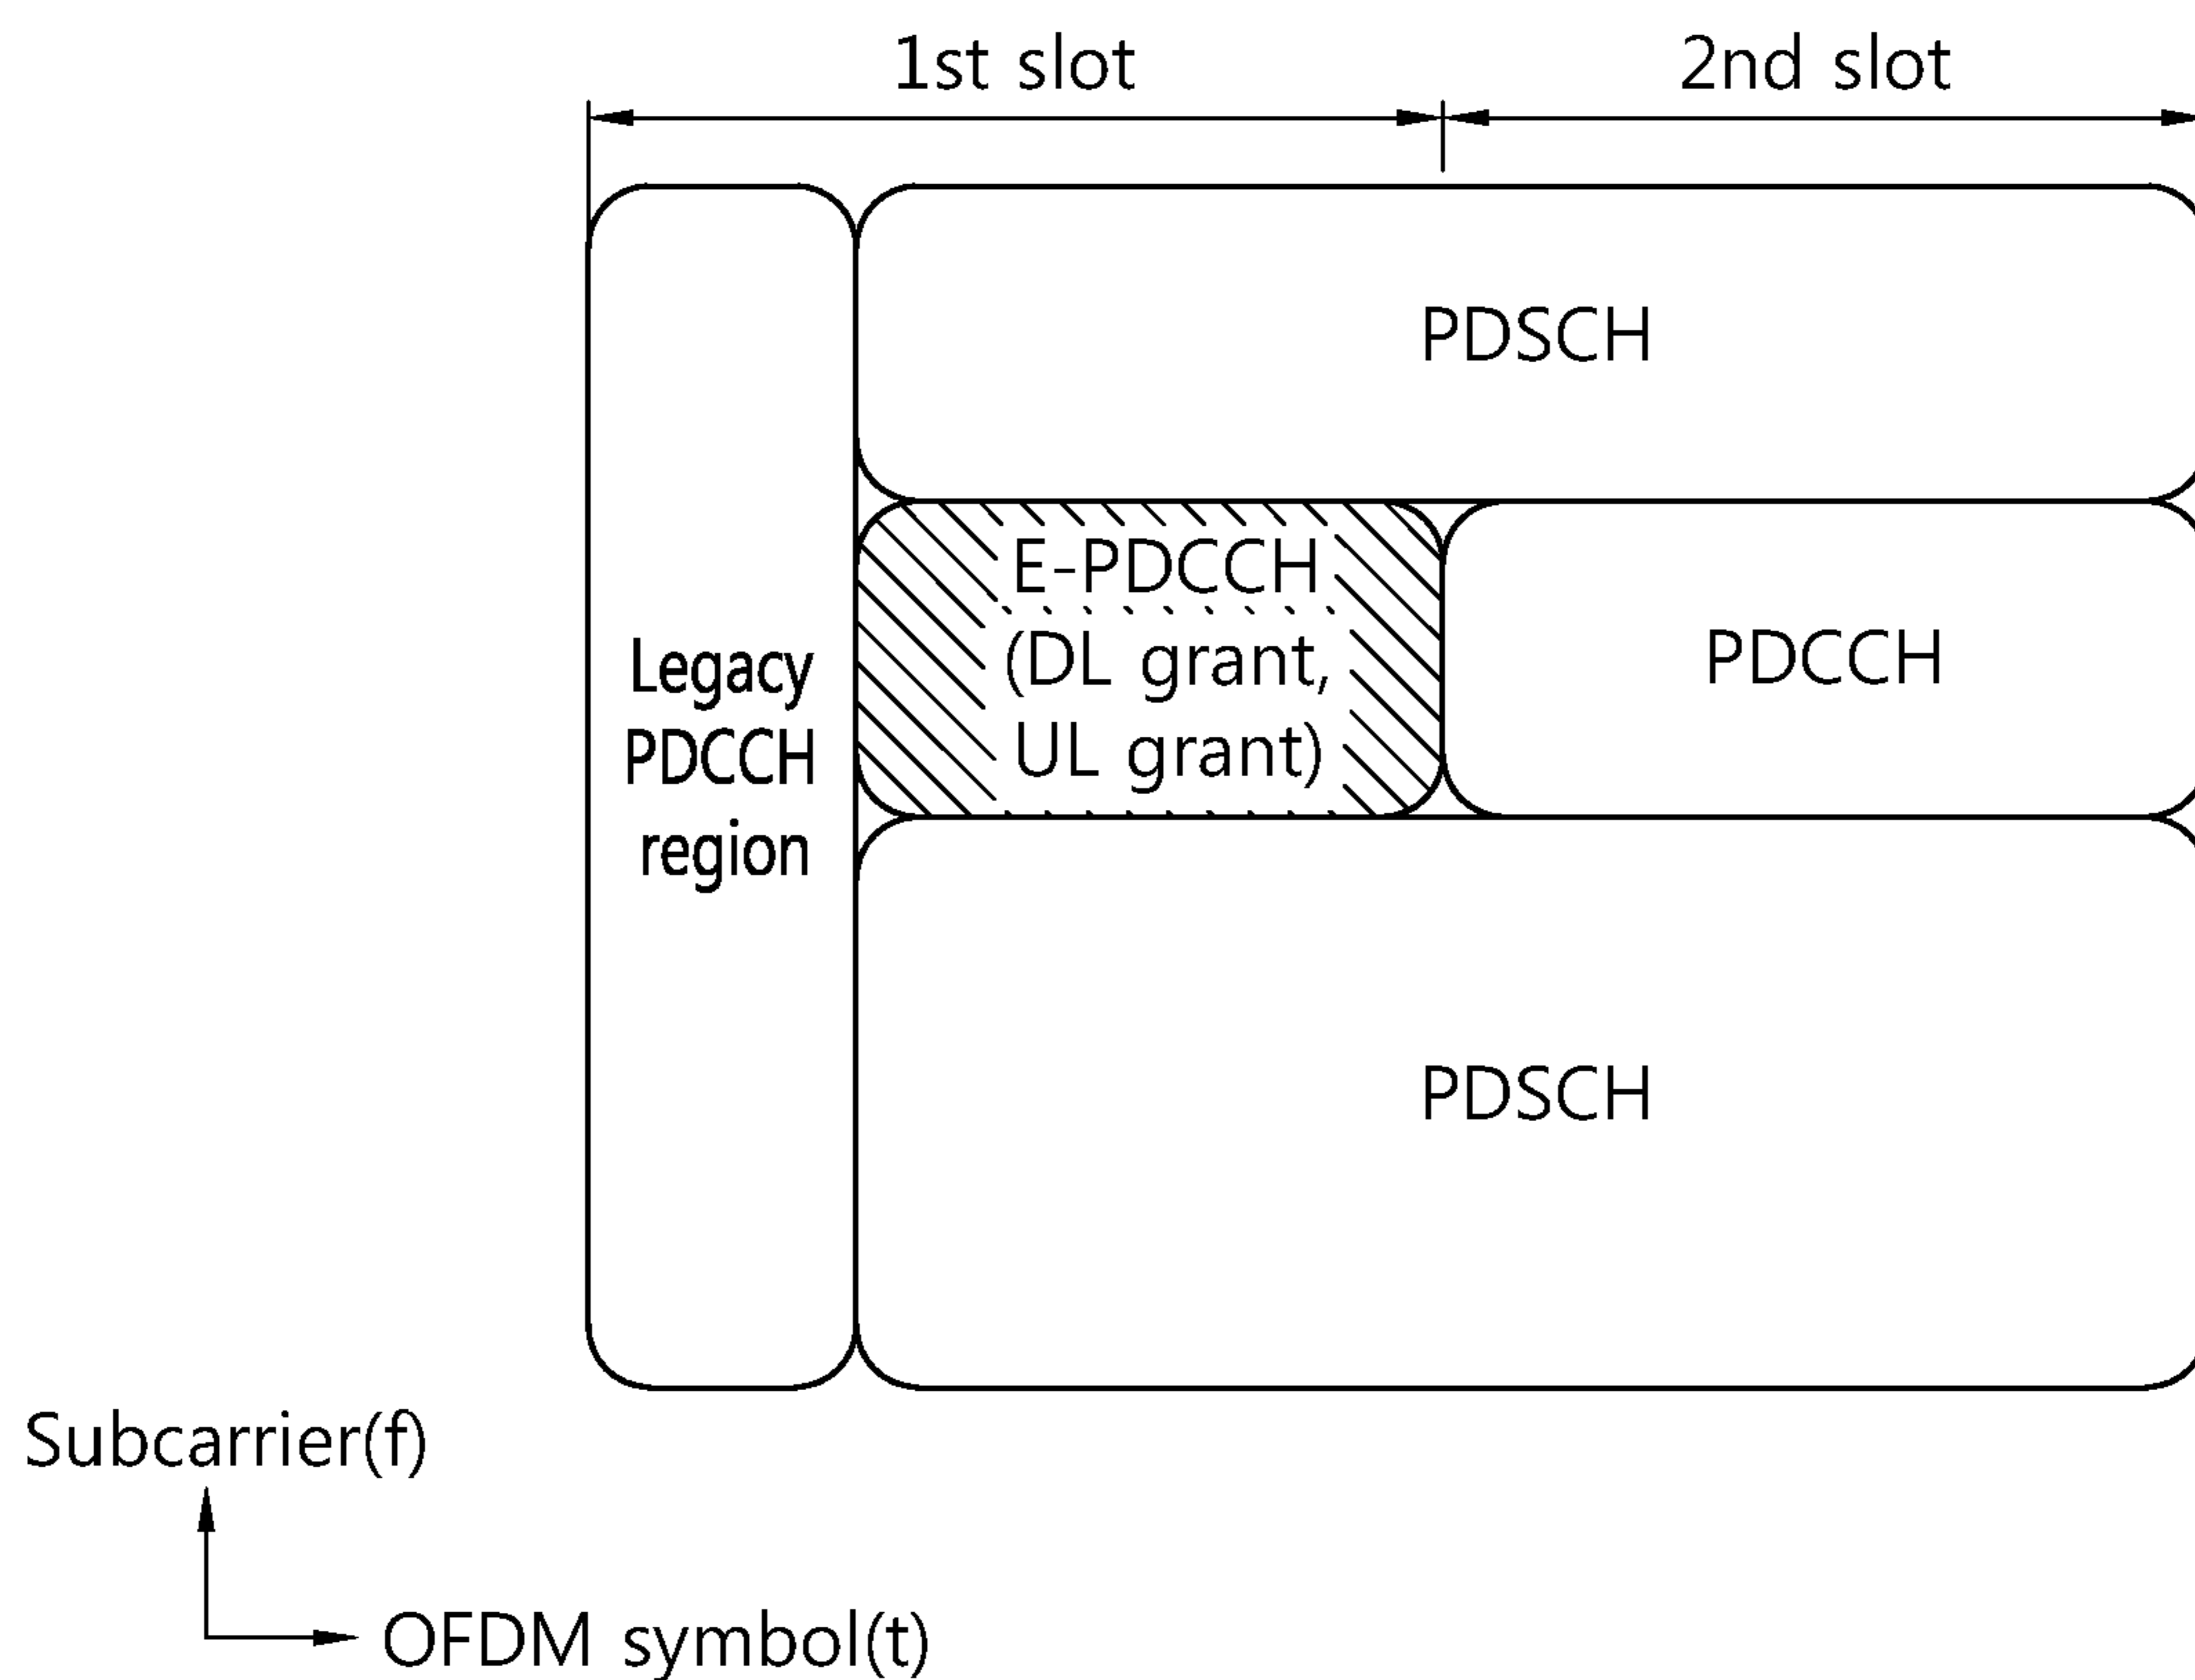 1st slot
2nd slot
PDSCH
E-PDCCH
(DL grant,
UL grant)
PDCCH
Legacy
PDCCH
region
PDSCH
Subcarrier(f)
OFDM symbol(t)